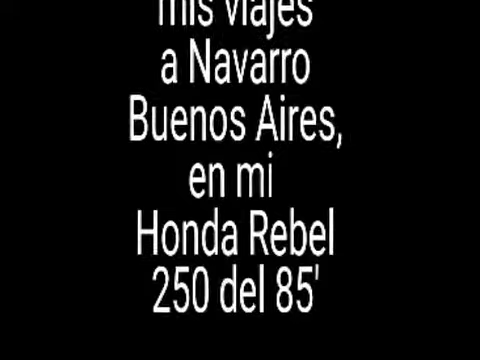 mis viajes
a Navarro
Buenos Aires,
en mi
Honda Rebel
250 del 85'